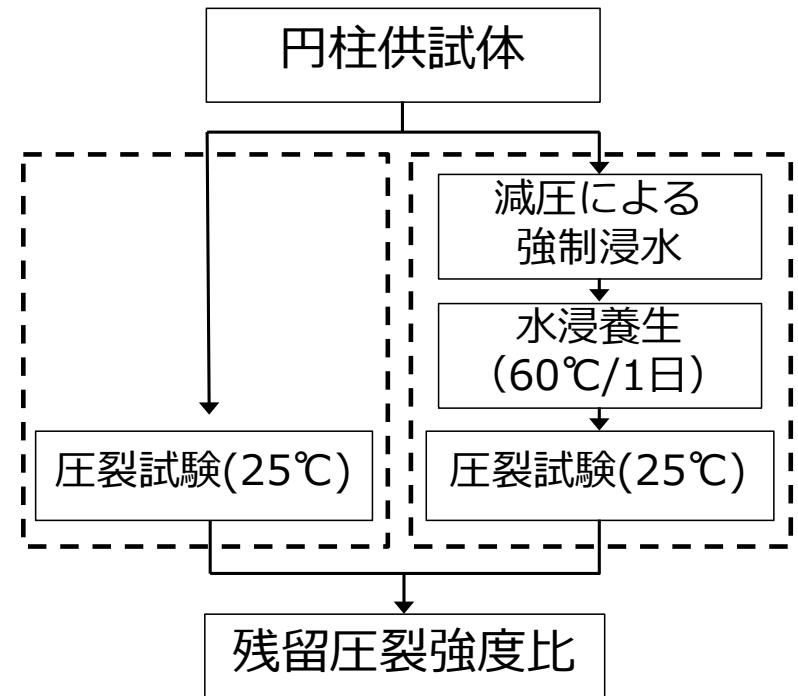 円柱供試体
減圧による
強制浸水
水浸養生
（60℃/1日）
圧裂試験(25℃)
圧裂試験(25℃)
残留圧裂強度比